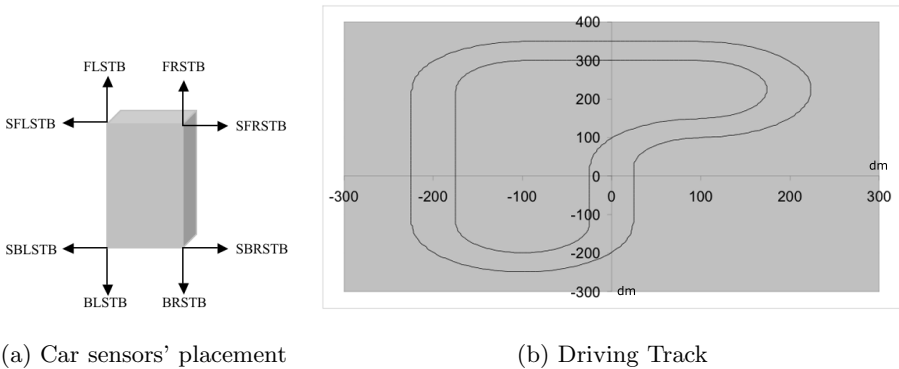 FLSTB FRSTB
SFLSTB SFRSTB
SBLSTB SBRSTB
BLSTB BRSTB
400
300
200
100
dm
0
-300 -200 -100 0 100 200 300
-100
-200
-300 dm
(a) Car sensors' placement
(b) Driving Track